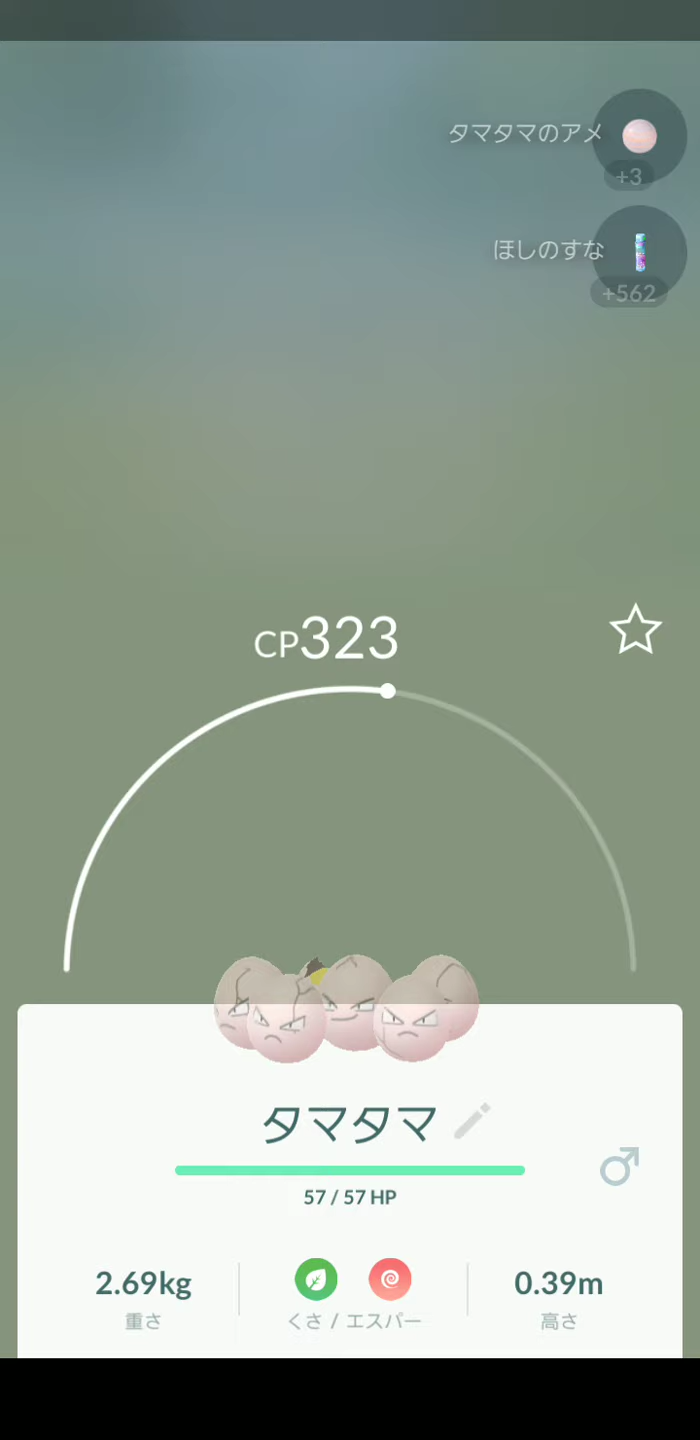 タマタマのアメ
+3
ほしのすな
+562
CP323
タマタマ
57 / 57 HP
2.69kg
0.39m
重さ
くさ / エスパー
高さ